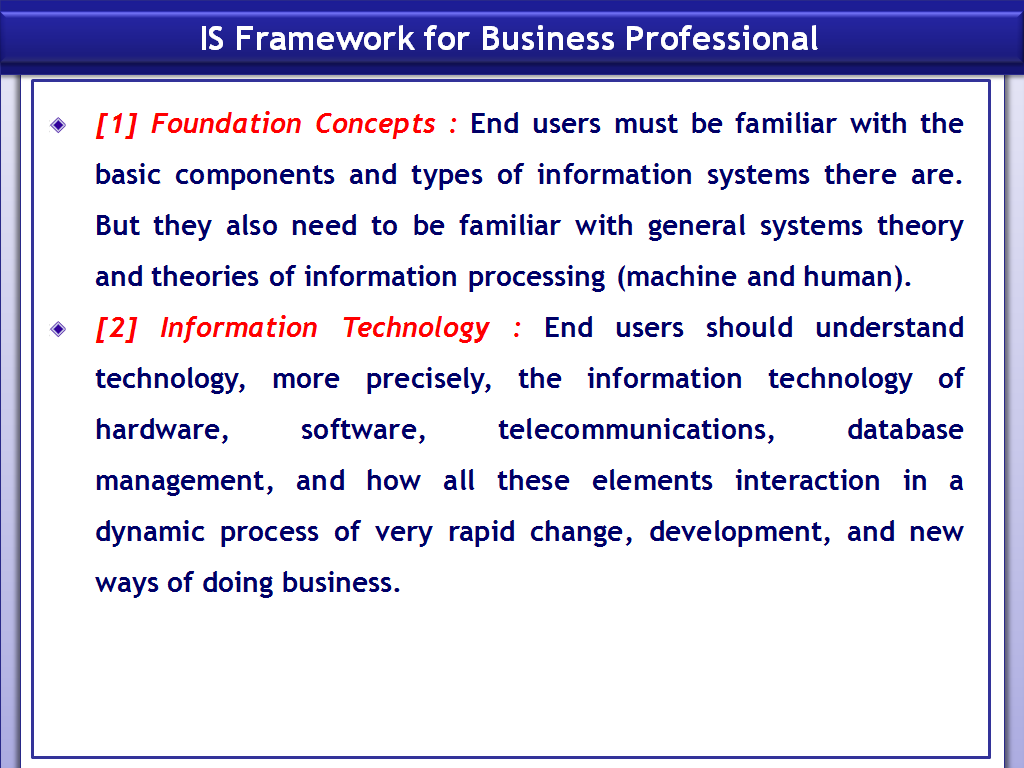 IS Framework for Business Professional
[1] Foundation Concepts : End users must be familiar with the
basic components and types of information systems there are.
But they also need to be familiar with general systems theory
and theories of information processing (machine and human).
[2] Information Technology : End users should understand
technology, more precisely, the information technology of
hardware, software, telecommunications, database
management, and how all these elements interaction in a
dynamic process of very rapid change, development, and new
ways of doing business.